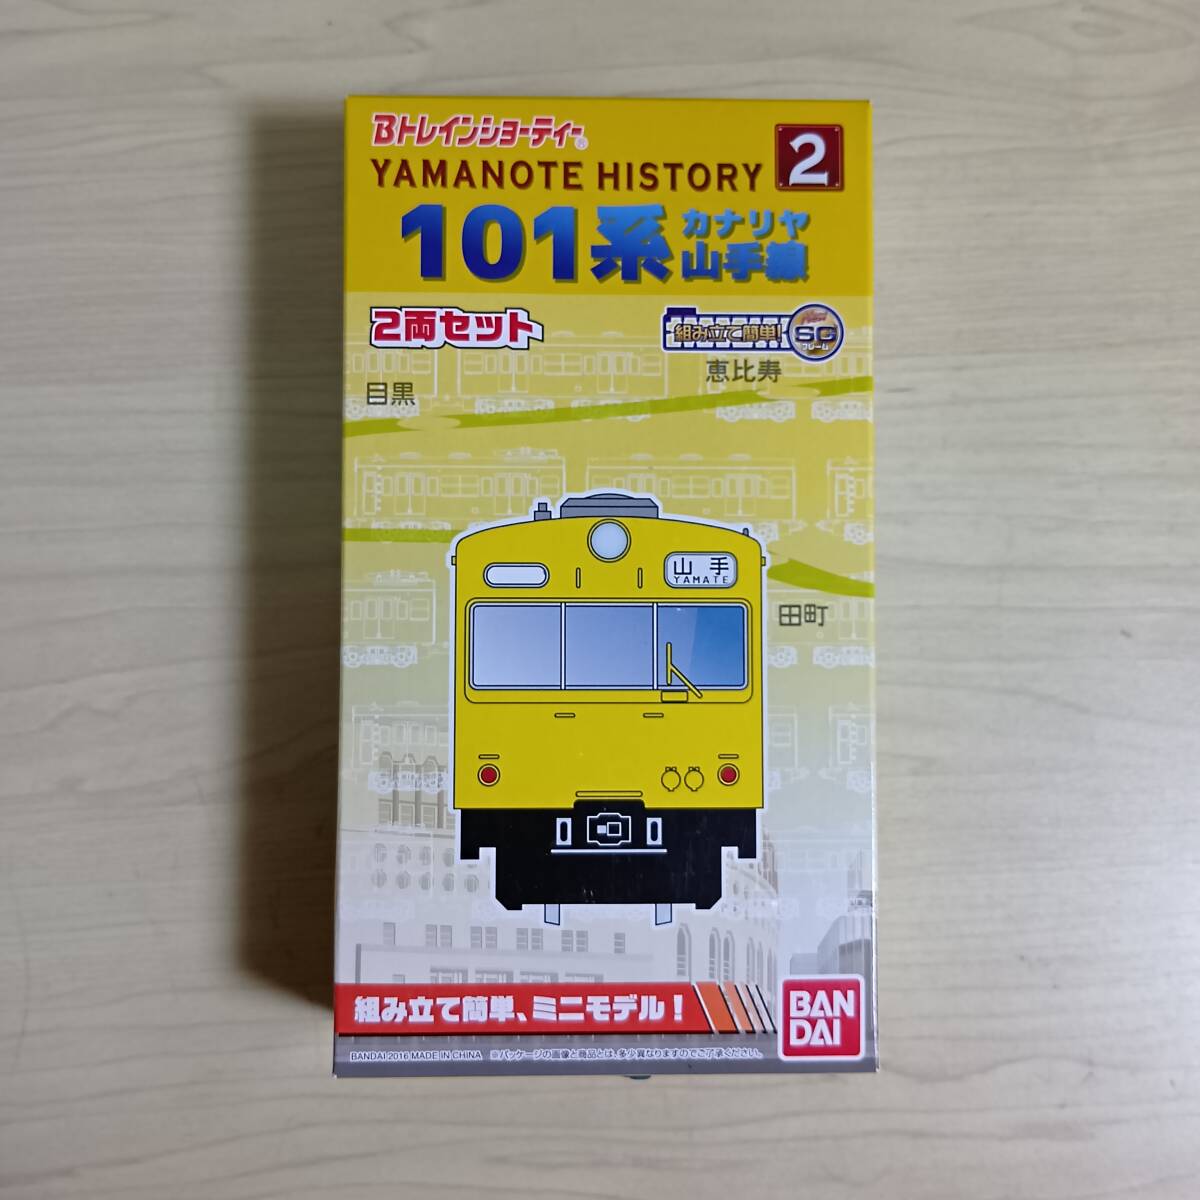 Bトレインショーティー®
YAMANOTE HISTORY 2
101系 カナリヤ
山手線
2両セット
組み立て簡単! SG
フレーム
恵比寿
目黒
山手
YAMATE
田町
組み立て簡単、ミニモデル!
BAN
DAI
BANDAI 2016 MADE IN CHINA ※パッケージの画像と商品とは、多少異なりますのでご了承ください。